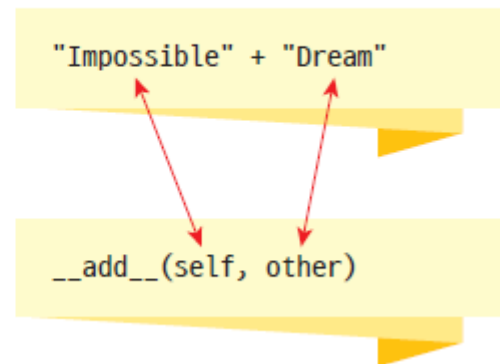 "Impossible" + "Dream"
__add__(self, other)